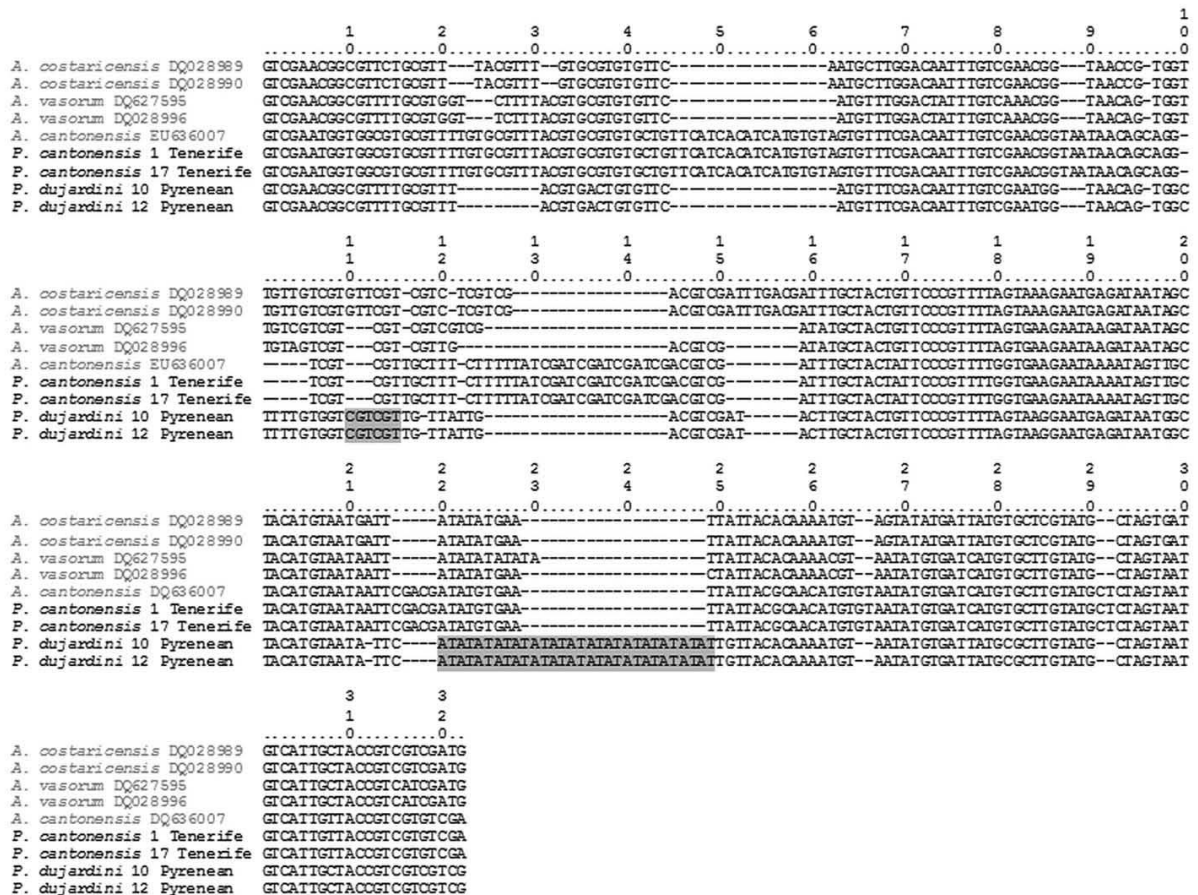 1
1 2 3 4 5 6 7 8 9 0
.........0.........0.........0.........0.........0.........0.........0.........0.........0.........0
A. costaricensis DQ028989 GTCGAACGGCGTTCTGCGTT---TACGTTT--GTGCGTGTGTTC-----------------AATGCTTGGACAATTTGTCGAACGG---TAACCG-TGGT
A. costaricensis DQ028990 GTCGAACGGCGTTCTGCGTT---TACGTTT--GTGCGTGTGTTC-----------------AATGCTTGGACAATTTGTCGAACGG---TAACCG-TGGT
A. vasorum DQ627595 GTCGAACGGCGTTTTGCGTGGT---CTTTTACGTGCGTGTGTTC------------------ATGTTTGGACTATTTGTCAAACGG---TAACAG-TGGT
A. vasorum DQ028996 GTCGAACGGCGTTTTGCGTGGT---TCTTTACGTGCGTGTGTTC------------------ATGTTTGGACTATTTGTCAAACGG---TAACAG-TGGT
A. cantonensis EU636007 GTCGAATGGTGGCGTGCGTTTTGTGCGTTTACGTGCGTGTGCTGTTCATCACATCATGTGTAGTGTTTCGACAATTTGTCGAACGGTAATAACAGCAGG-
P. cantonensis 1 Tenerife GTCGAATGGTGGCGTGCGTTTTGTGCGTTTACGTGCGTGTGCTGTTCATCACATCATGTGTAGTGTTTCGACAATTTGTCGAACGGTAATAACAGCAGG-
P. cantonensis 17 Tenerife GTCGAATGGTGGCGTGCGTTTTGTGCGTTTACGTGCGTGTGCTGTTCATCACATCATGTGTAGTGTTTCGACAATTTGTCGAACGGTAATAACAGCAGG-
P. dujardini 10 Pyrenean GTCGAACGGCGTTTTGCGTTT---------ACGTGACTGTGTTC------------------ATGTTTCGACAATTTGTCGAATGG---TAACAG-TGGC
P. dujardini 12 Pyrenean GTCGAACGGCGTTTTGCGTTT---------ACGTGACTGTGTTC------------------ATGTTTCGACAATTTGTCGAATGG---TAACAG-TGGC
1 1 1 1 1 1 1 1 1 2
1 2 3 4 5 6 7 8 9 0
.........0.........0.........0.........0.........0.........0.........0.........0.........0.........0
A. costaricensis DQ028989 TGTTGTCGTGTTCGT-CGTC-TCGTCG-----------------ACGTCGATTTGACGATTTGCTACTGTTCCCGTTTTAGTAAAGAATGAGATAATAGC
A. costaricensis DQ028990 TGTTGTCGTGTTCGT-CGTC-TCGTCG-----------------ACGTCGATTTGACGATTTGCTACTGTTCCCGTTTTAGTAAAGAATGAGATAATAGC
A. vasorum DQ627595 TGTCGTCGT---CGT-CGTCGTCG----------------------------------ATATGCTACTGTTCCCGTTTTAGTGAAGAATAAGATAATAGC
A. vasorum DQ028996 TGTAGTCGT---CGT-CGTTG-----------------------ACGTCG--------ATATGCTACTGTTCCCGTTTTAGTGAAGAATAAGATAATAGC
A. cantonensis EU636007 -----TCGT---CGTTGCTTT-CTTTTTATCGATCGATCGATCGACGTCG--------ATTTGCTACTATTCCCGTTTTGGTGAAGAATAAAATAGTTGC
P. cantonensis 1 Tenerife -----TCGT---CGTTGCTTT-CTTTTTATCGATCGATCGATCGACGTCG--------ATTTGCTACTATTCCCGTTTTGGTGAAGAATAAAATAGTTGC
P. cantonensis 17 Tenerife -----TCGT---CGTTGCTTT-CTTTTTATCGATCGATCGATCGACGTCG--------ATTTGCTACTATTCCCGTTTTGGTGAAGAATAAAATAGTTGC
P. dujardini 10 Pyrenean TTTTGTGGTCGTCGTTG-TTATTG--------------------ACGTCGAT------ACTTGCTACTGTTCCCGTTTTAGTAAGGAATGAGATAATGGC
P. dujardini 12 Pyrenean TTTTGTGGTCGTCGTTG-TTATTG--------------------ACGTCGAT------ACTTGCTACTGTTCCCGTTTTAGTAAGGAATGAGATAATGGC
2 2 2 2 2 2 2 2 2 3
1 2 3 4 5 6 7 8 9 0
.........0.........0.........0.........0.........0.........0.........0.........0.........0.........0
A. costaricensis DQ028989 TACATGTAATGATT-----ATATATGAA--------------------TTATTACACAAAATGT--AGTATATGATTATGTGCTCGTATG--CTAGTGAT
A. costaricensis DQ028990 TACATGTAATGATT-----ATATATGAA--------------------TTATTACACAAAATGT--AGTATATGATTATGTGCTCGTATG--CTAGTGAT
A. vasorum DQ627595 TACATGTAATAATT-----ATATATATATA------------------TTATTACACAAAACGT--AATATGTGATTATGTGCTTGTATG--CTAGTAAT
A. vasorum DQ028996 TACATGTAATAATT-----ATATATGAA--------------------CTATTACACAAAACGT--AATATGTGATCATGTGCTTGTATG--CTAGTAAT
A. cantonensis DQ636007 TACATGTAATAATTCGACGATATGTGAA--------------------TTATTACGCAACATGTGTAATATGTGATCATGTGCTTGTATGCTCTAGTAAT
P. cantonensis 1 Tenerife TACATGTAATAATTCGACGATATGTGAA--------------------TTATTACGCAACATGTGTAATATGTGATCATGTGCTTGTATGCTCTAGTAAT
P. cantonensis 17 Tenerife TACATGTAATAATTCGACGATATGTGAA--------------------TTATTACGCAACATGTGTAATATGTGATCATGTGCTTGTATGCTCTAGTAAT
P. dujardini 10 Pyrenean TACATGTAATA-TTC----ATATATATATATATATATATATATATATATTGTTACACAAAATGT--AATATGTGATTATGCGCTTGTATG--CTAGTAAT
P. dujardini 12 Pyrenean TACATGTAATA-TTC----ATATATATATATATATATATATATATATATTGTTACACAAAATGT--AATATGTGATTATGCGCTTGTATG--CTAGTAAT
3 3
1 2
.........0.........0..
A. costaricensis DQ028989 GTCATTGCTACCGTCGTCGATG
A. costaricensis DQ028990 GTCATTGCTACCGTCGTCGATG
A. vasorum DQ627595 GTCATTGCTACCGTCATCGATG
A. vasorum DQ028996 GTCATTGCTACCGTCATCGATG
A. cantonensis DQ636007 GTCATTGTTACCGTCGTGTCGA
P. cantonensis 1 Tenerife GTCATTGTTACCGTCGTGTCGA
P. cantonensis 17 Tenerife GTCATTGTTACCGTCGTGTCGA
P. dujardini 10 Pyrenean GTCATTGCTACCGTCGTCGTCG
P. dujardini 12 Pyrenean GTCATTGCTACCGTCGTCGTCG